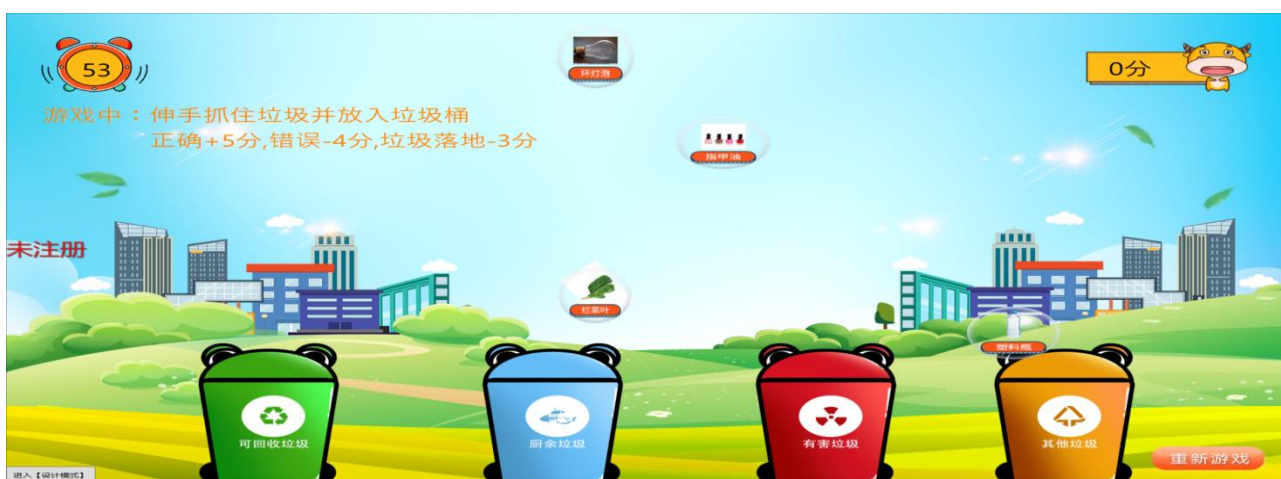 53
坏灯泡
0分
游戏中：伸手抓住垃圾并放入垃圾桶
正确+5分,错误-4分,垃圾落地-3分
指甲油
未注册
烂菜叶
塑料瓶
可回收垃圾
厨余垃圾
有害垃圾
其他垃圾
重新游戏
进入【设计模式】